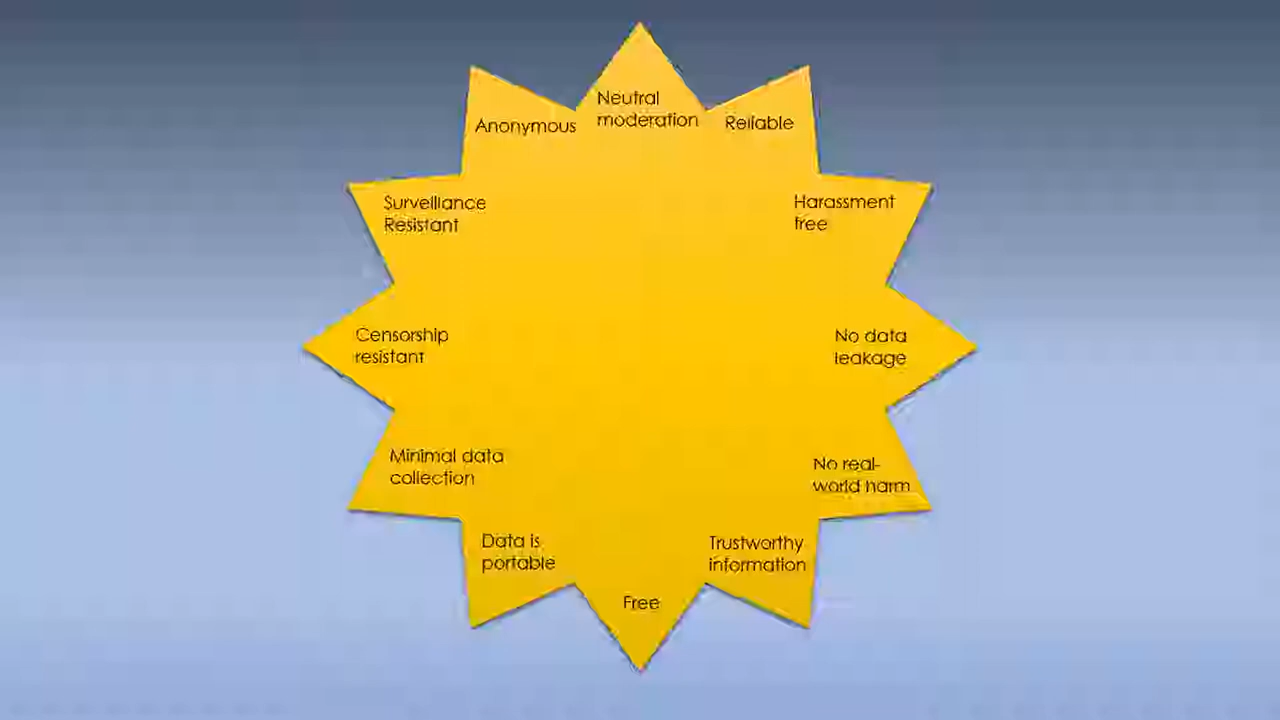 Neutral
moderation
Anonymous
Reliable
Surveillance
Resistant
Harassment
free
Censorship
resistant
No data
leakage
Minimal data
collection
No real-
world harm
Data is
portable
Trustworthy
information
Free